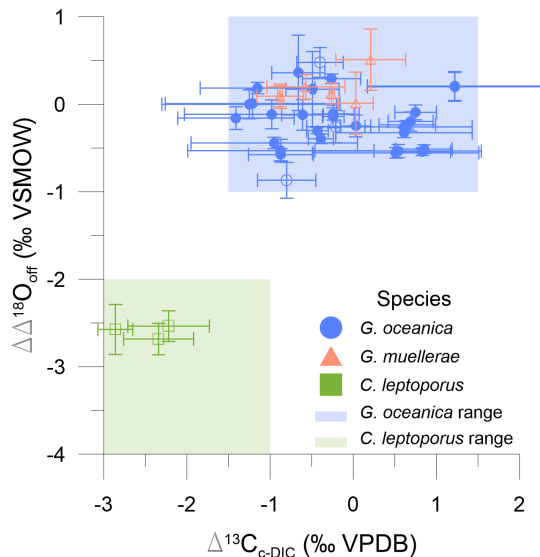 1
0
-1
-2
-3
-4
ΔΔ¹⁸O_off (‰ VSMOW)
Species
G. oceanica
G. muellerae
C. leptoporus
G. oceanica range
C. leptoporus range
-3 -2 -1 0 1 2
Δ¹³C_c-DIC (‰ VPDB)